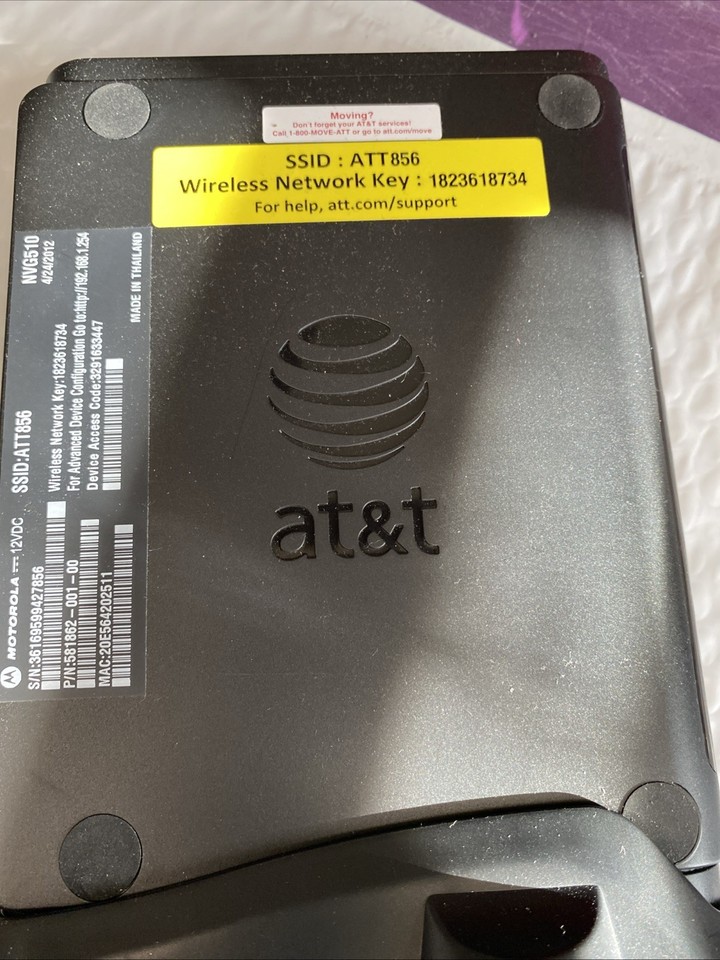 Moving?
Don't forget your AT&T services!
Call 1-800-MOVE-ATT or go to att.com/move
SSID : ATT856
Wireless Network Key : 1823618734
For help, att.com/support
NVG510
4/24/2012
MADE IN THAILAND
SSID:ATT856
Wireless Network Key:1823618734
For Advanced Device Configuration Go to:http://192.168.1.254
Device Access Code:3291633447
MOTOROLA 12VDC
S/N:36169599427856
P/N:581862-001-00
MAC:20E564202511
at&t